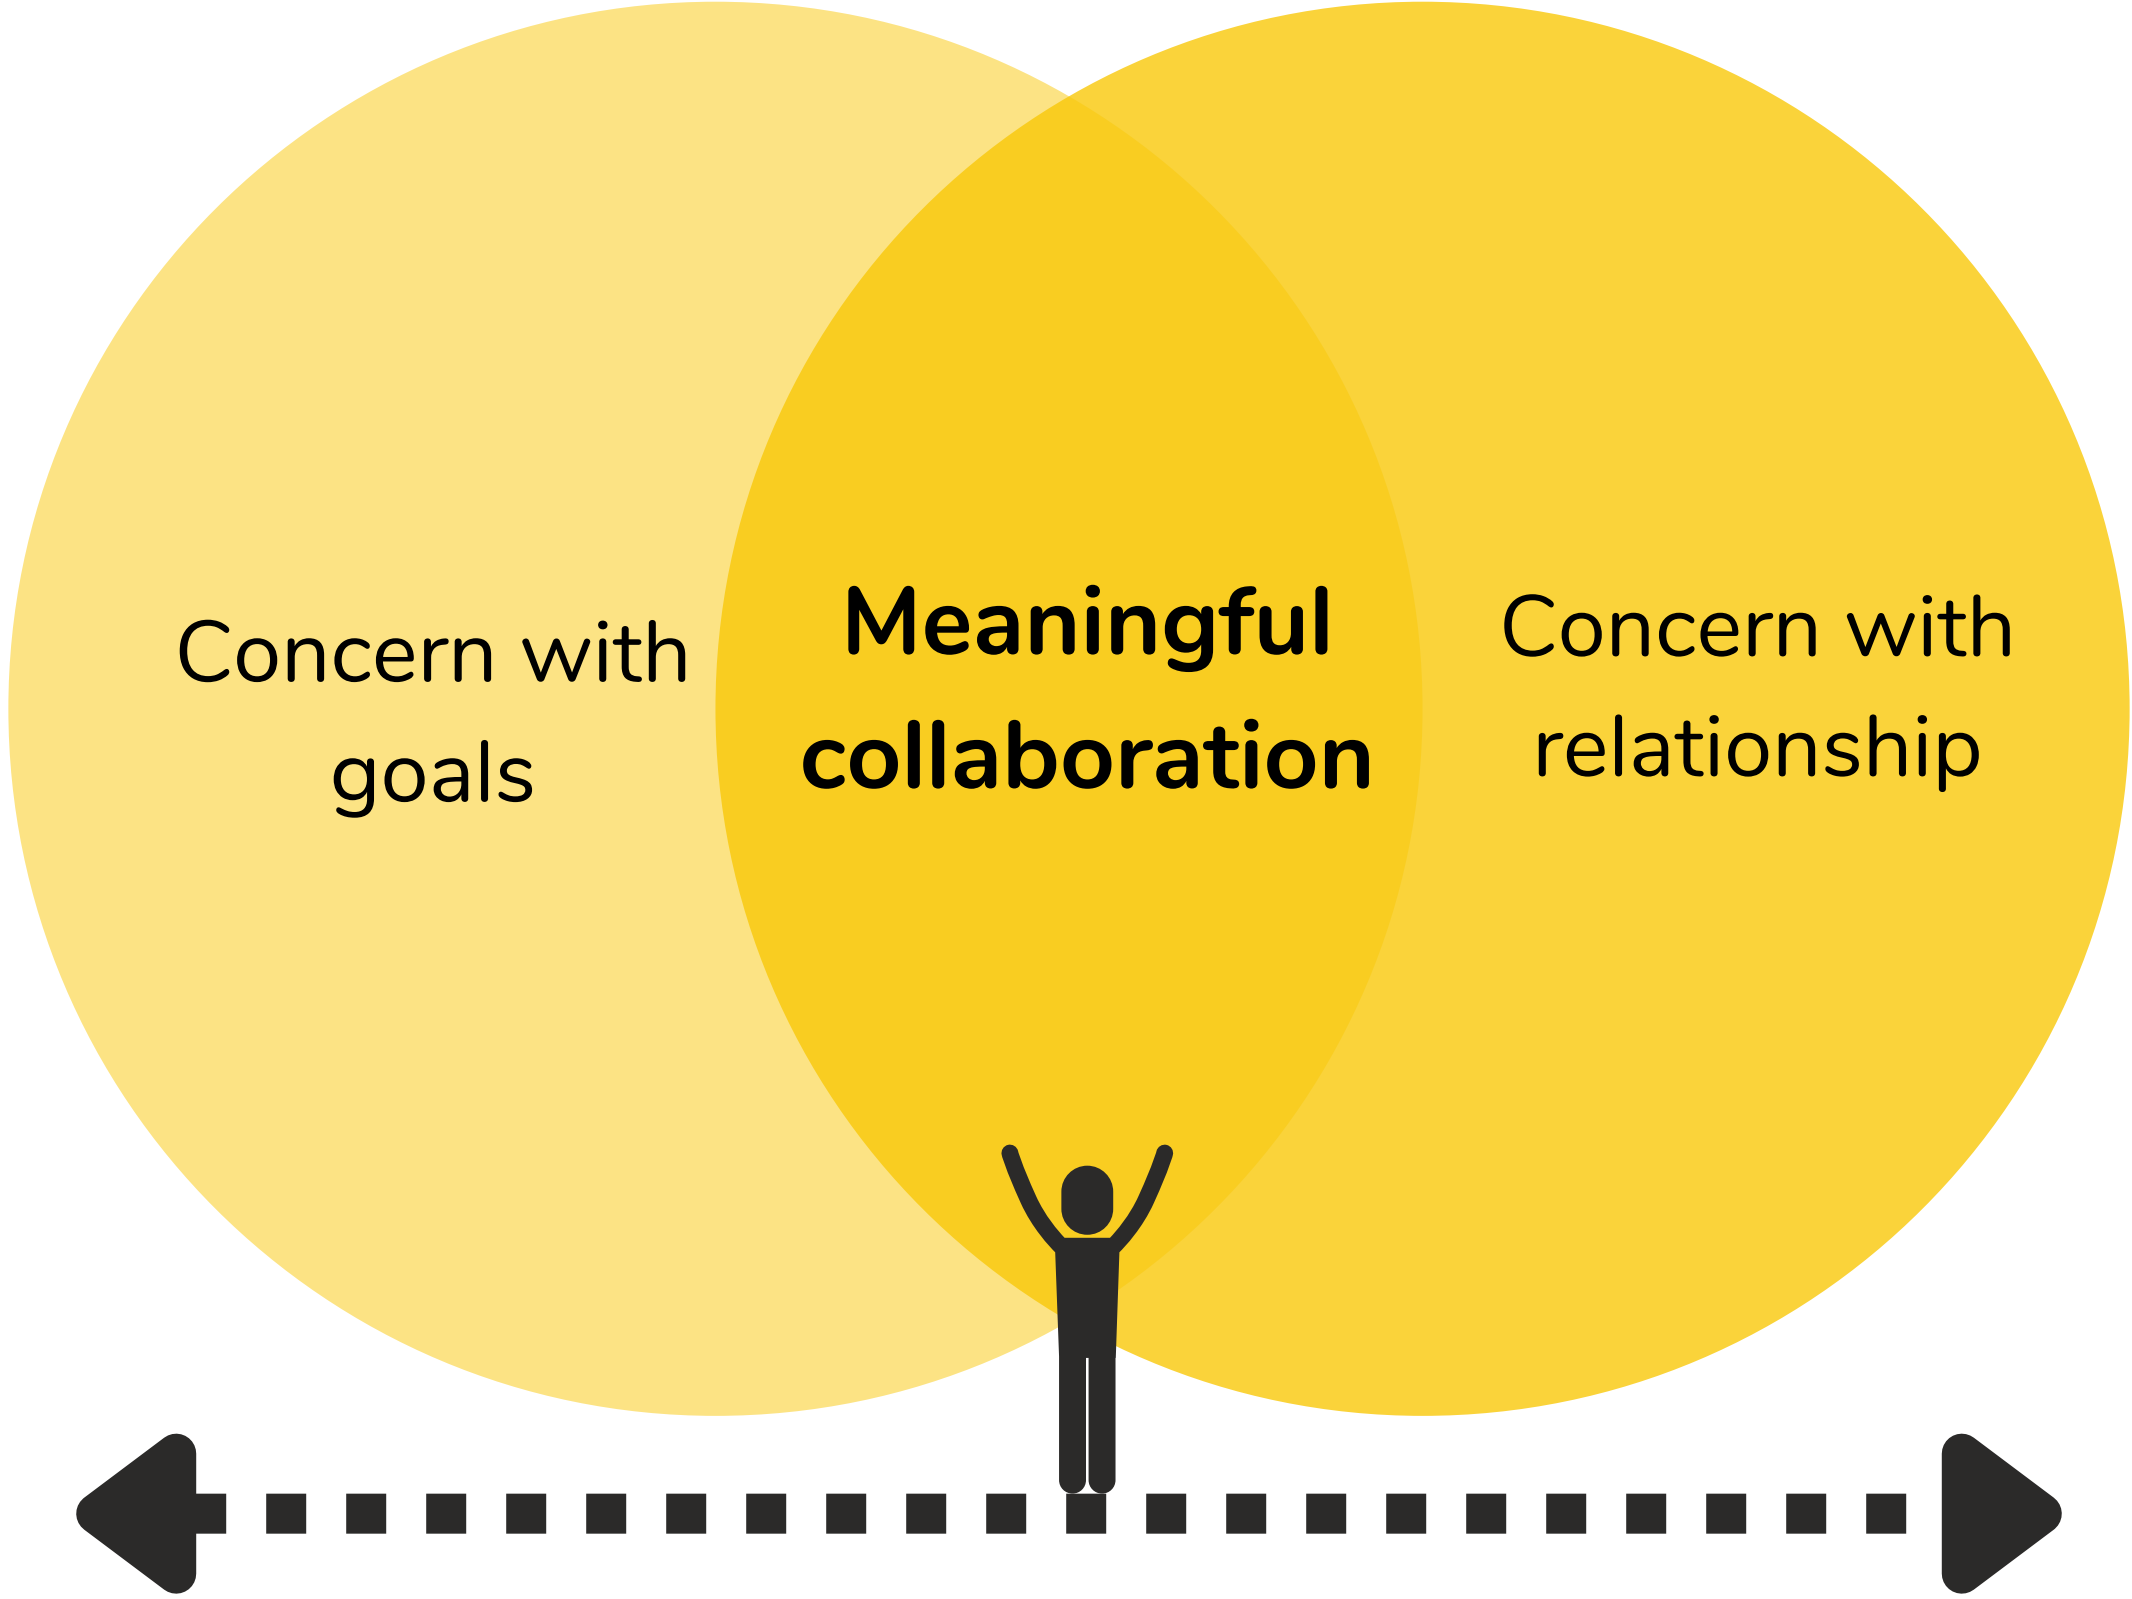 Concern with
goals
Meaningful
collaboration
Concern with
relationship